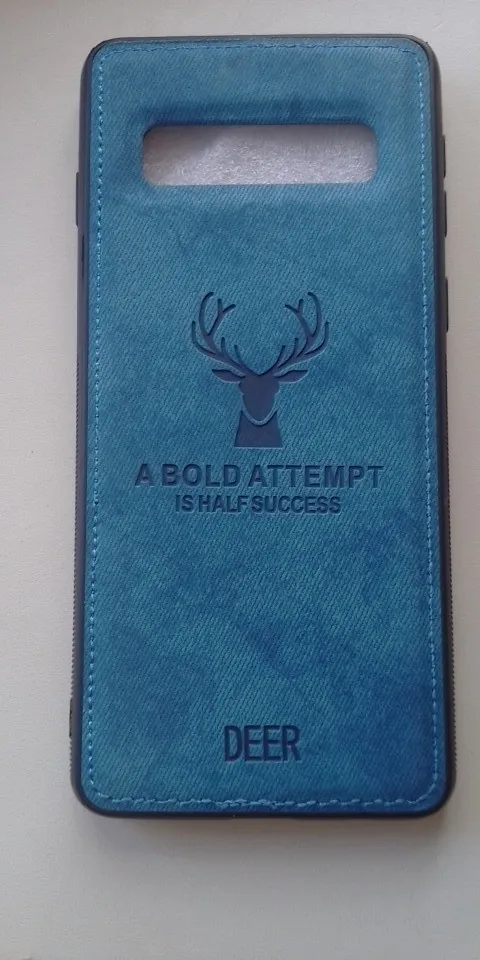 A BOLD ATTEMPT
IS HALF SUCCESS
DEER